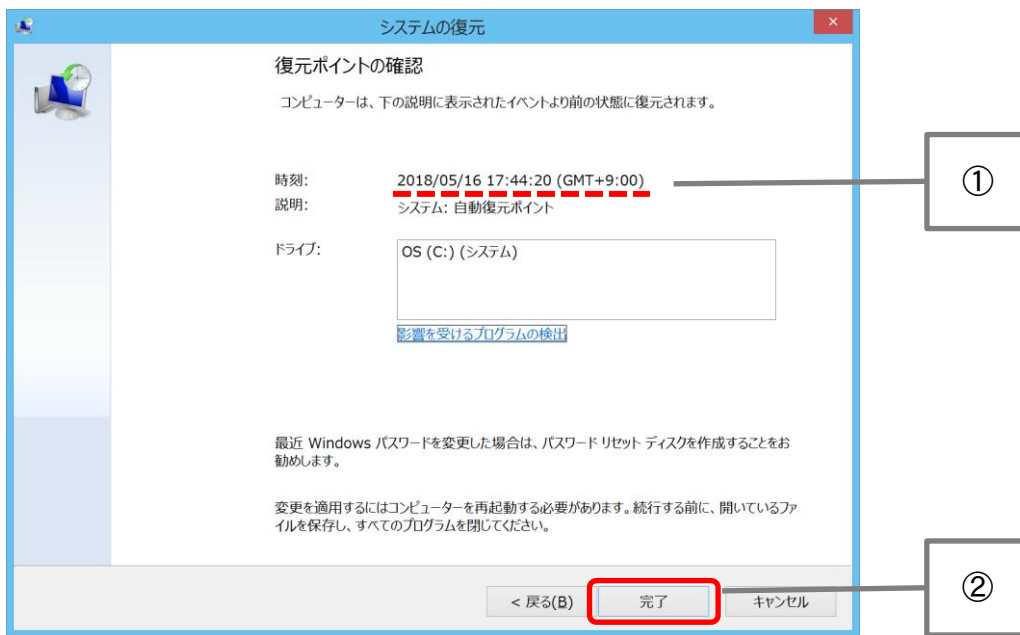 システムの復元
復元ポイントの確認
コンピューターは、下の説明に表示されたイベントより前の状態に復元されます。
時刻: 2018/05/16 17:44:20 (GMT+9:00)
①
説明: システム: 自動復元ポイント
ドライブ: OS (C:) (システム)
影響を受けるプログラムの検出
最近 Windows パスワードを変更した場合は、パスワード リセット ディスクを作成することをお
勧めします。
変更を適用するにはコンピューターを再起動する必要があります。続行する前に、開いているファ
イルを保存し、すべてのプログラムを閉じてください。
< 戻る(B) 完了 キャンセル
②